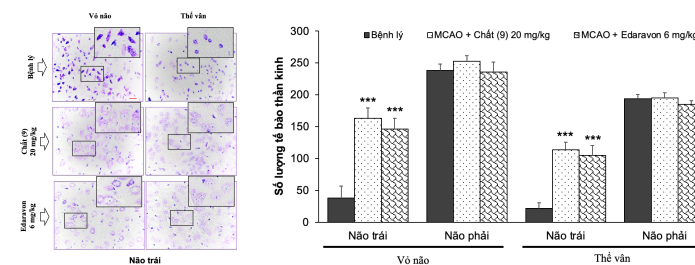 Vỏ não Thể vân
Bệnh lý
Chất (9)
20 mg/kg
Edaravon
6 mg/kg
Não trái
Số lượng tế bào thần kinh
300
250
200
150
100
50
0
Bệnh lý MCAO + Chất (9) 20 mg/kg MCAO + Edaravon 6 mg/kg
*** ***
*** ***
Não trái Não phải Não trái Não phải
Vỏ não Thể vân